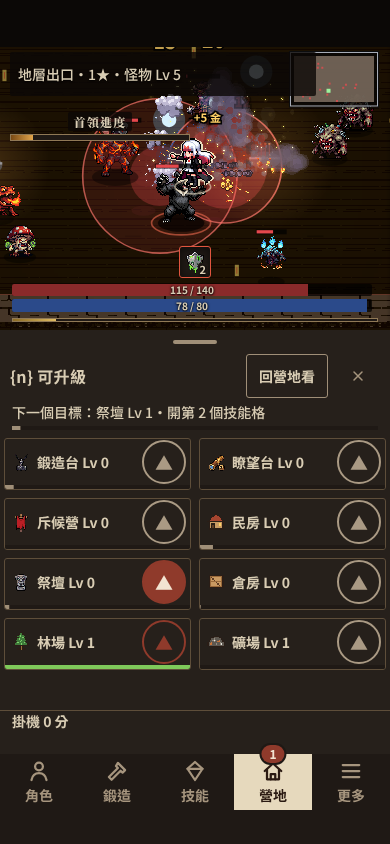 地層出口・1★・怪物 Lv 5
首領進度
+5 金
2
115 / 140
78 / 80
{n} 可升級
回營地看
×
下一個目標：祭壇 Lv 1・開第 2 個技能格
鍛造台 Lv 0
瞭望台 Lv 0
斥候營 Lv 0
民房 Lv 0
祭壇 Lv 0
倉房 Lv 0
林場 Lv 1
礦場 Lv 1
掛機 0 分
1
角色
鍛造
技能
營地
更多